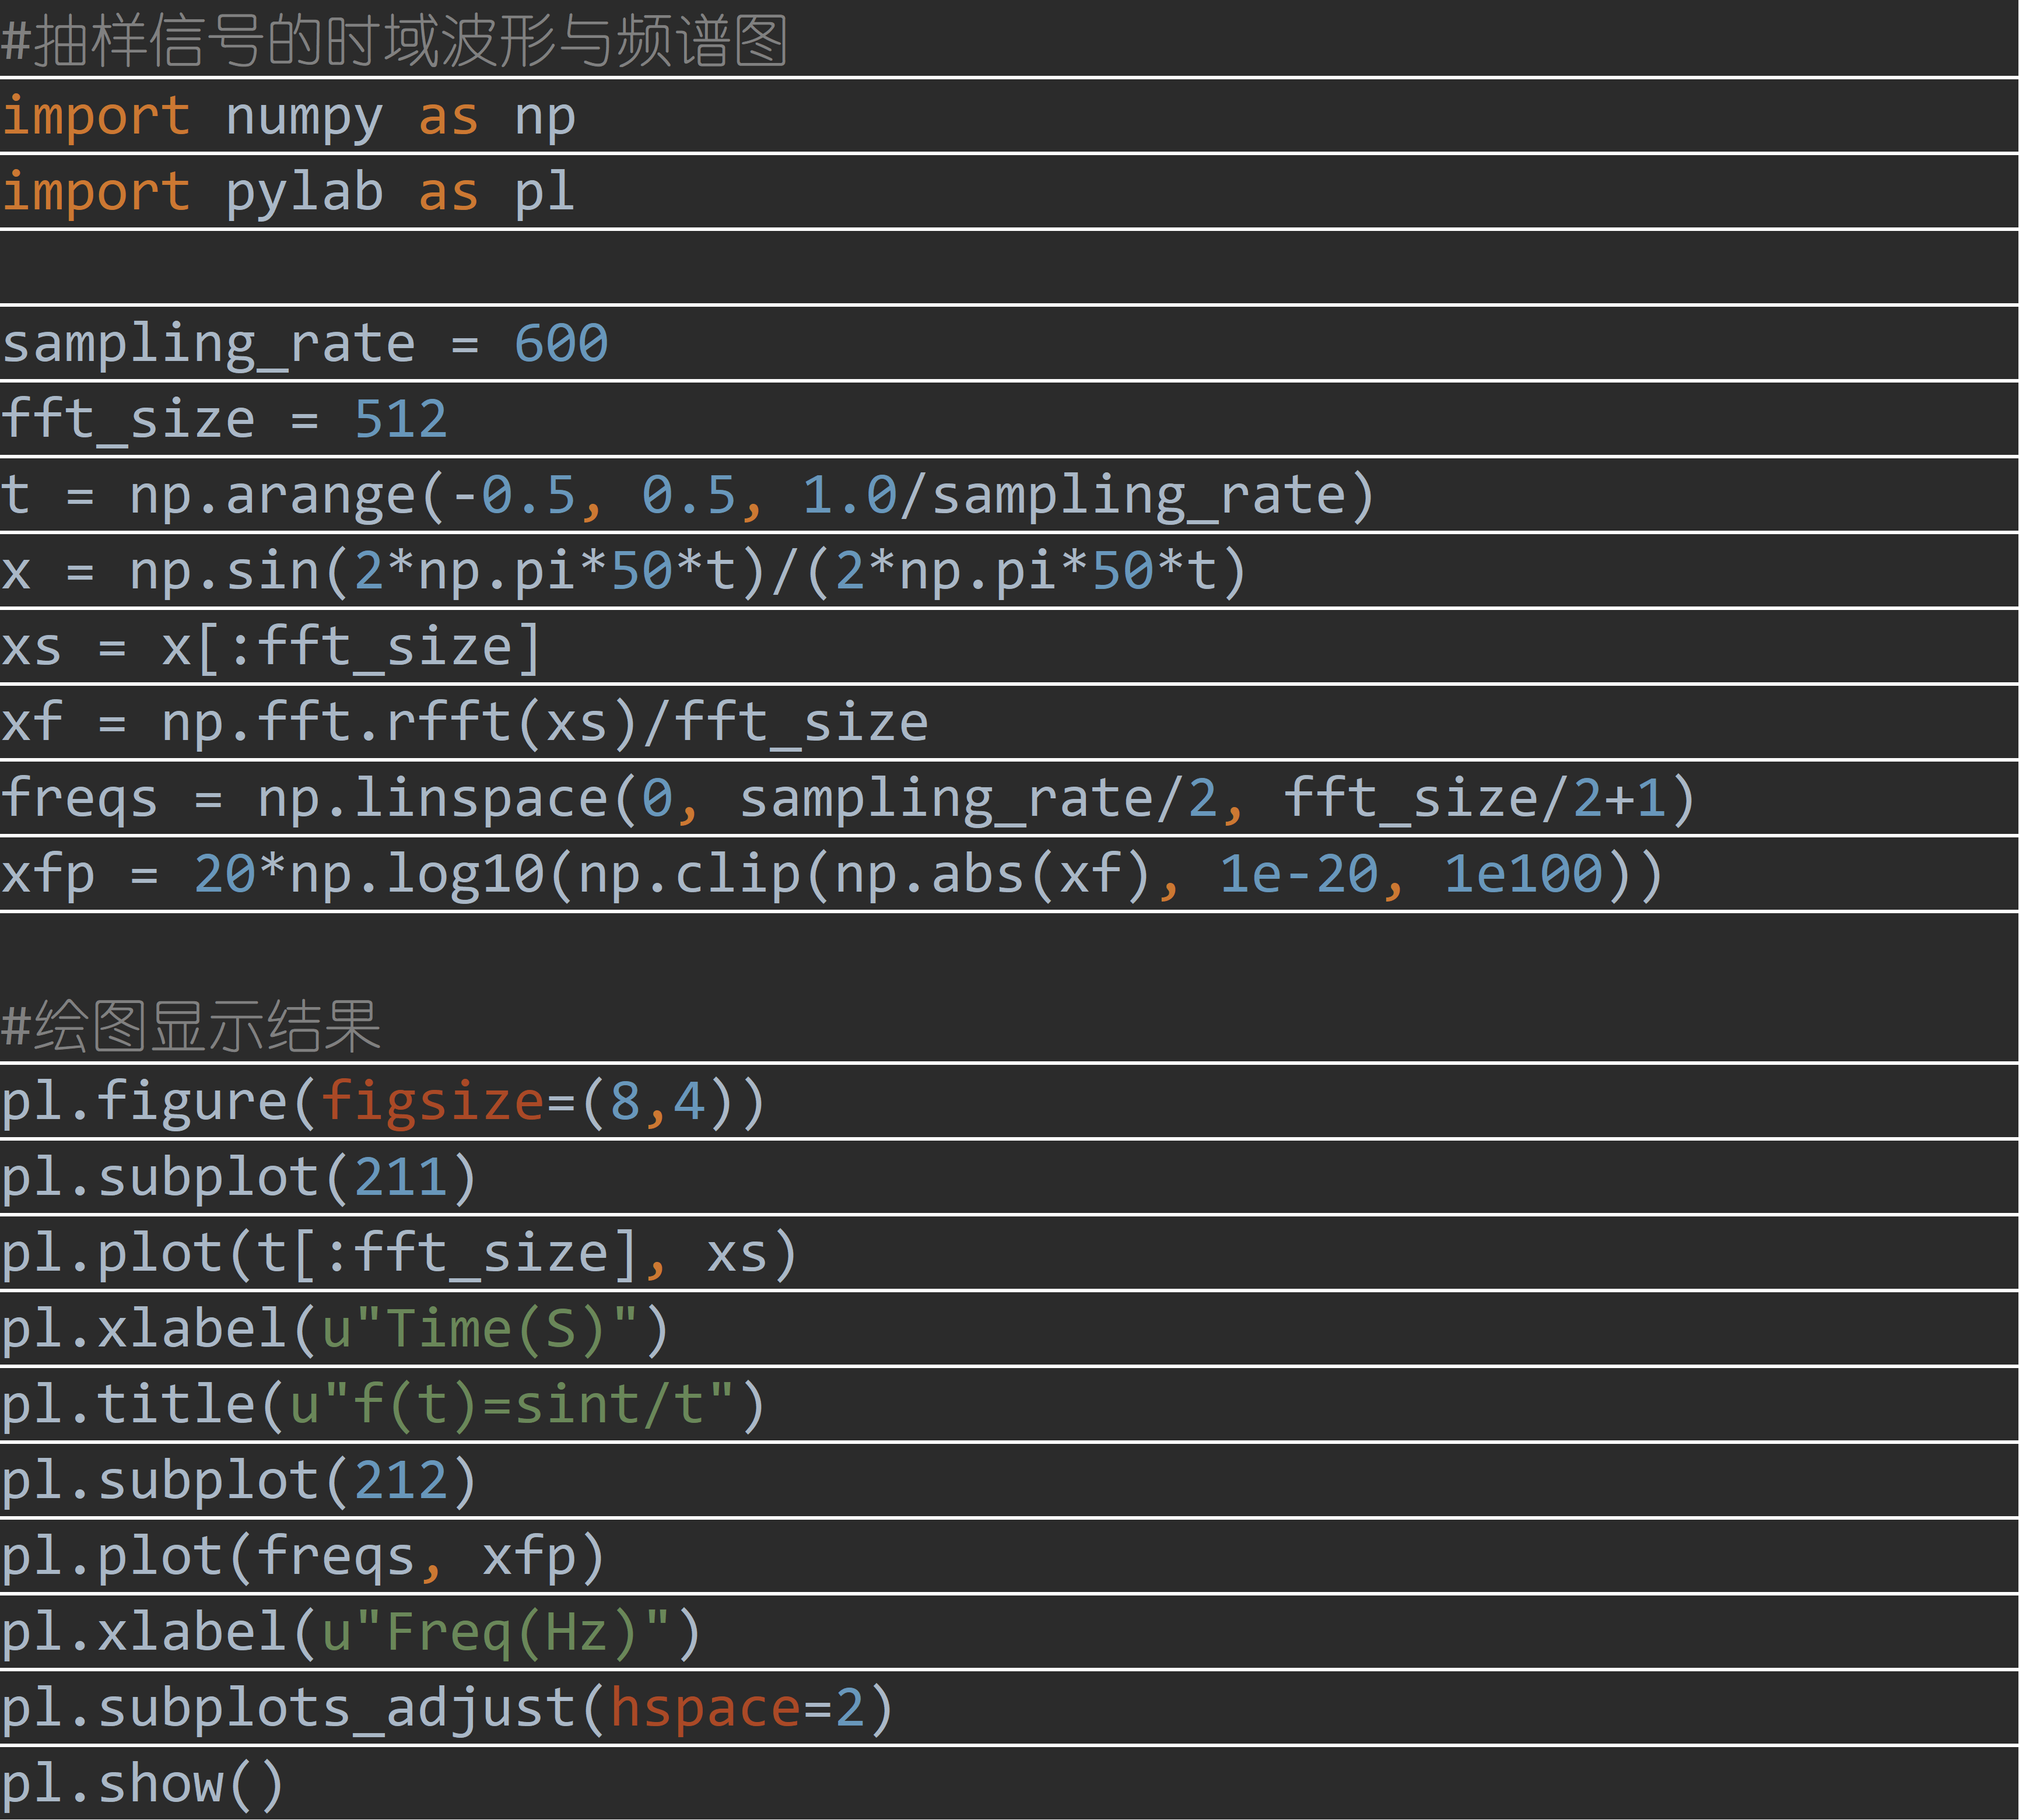 #抽样信号的时域波形与频谱图
import numpy as np
import pylab as pl
sampling_rate = 600
fft_size = 512
t = np.arange(-0.5, 0.5, 1.0/sampling_rate)
x = np.sin(2*np.pi*50*t)/(2*np.pi*50*t)
xs = x[:fft_size]
xf = np.fft.rfft(xs)/fft_size
freqs = np.linspace(0, sampling_rate/2, fft_size/2+1)
xfp = 20*np.log10(np.clip(np.abs(xf), 1e-20, 1e100))
#绘图显示结果
pl.figure(figsize=(8,4))
pl.subplot(211)
pl.plot(t[:fft_size], xs)
pl.xlabel(u"Time(S)")
pl.title(u"f(t)=sint/t")
pl.subplot(212)
pl.plot(freqs, xfp)
pl.xlabel(u"Freq(Hz)")
pl.subplots_adjust(hspace=2)
pl.show()